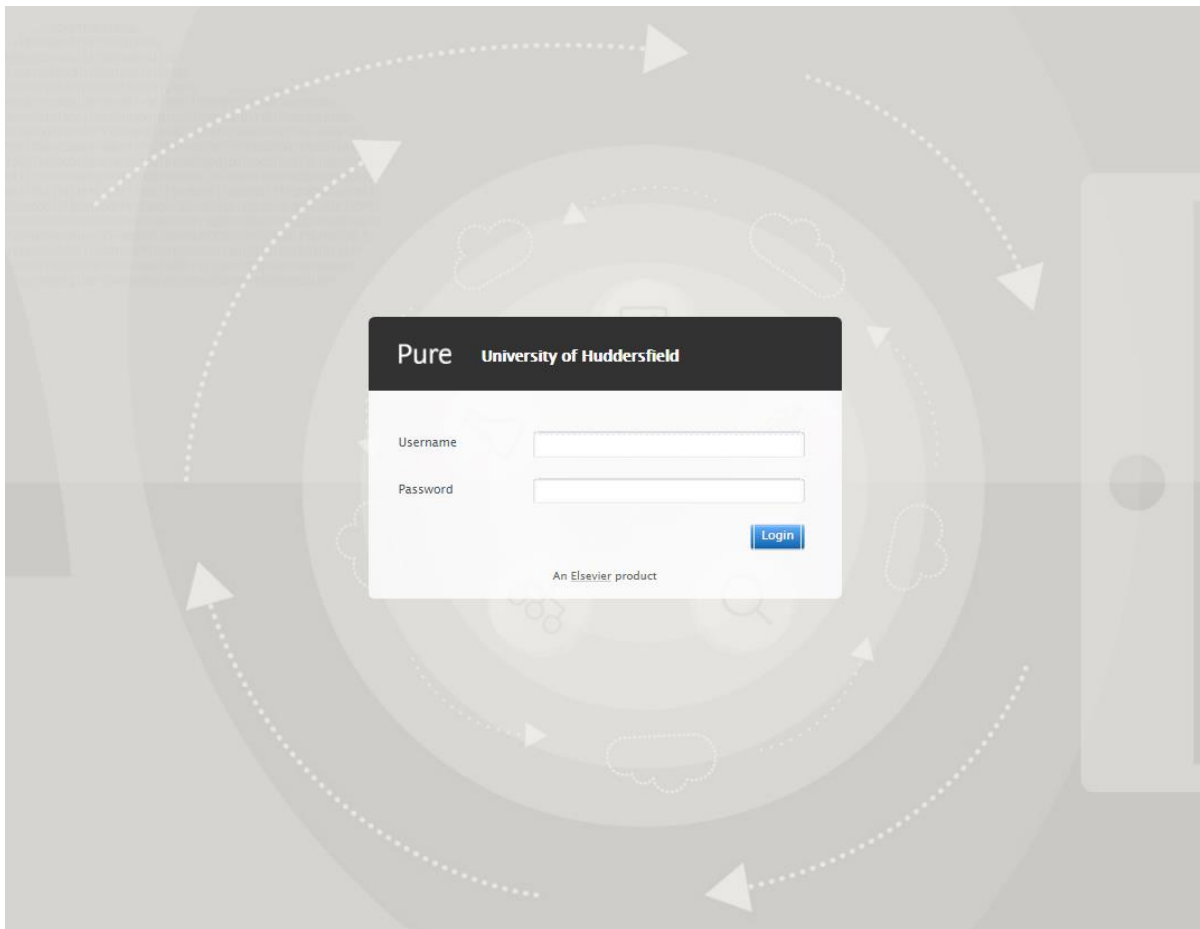 Pure University of Huddersfield
Username
Password
Login
An Elsevier product